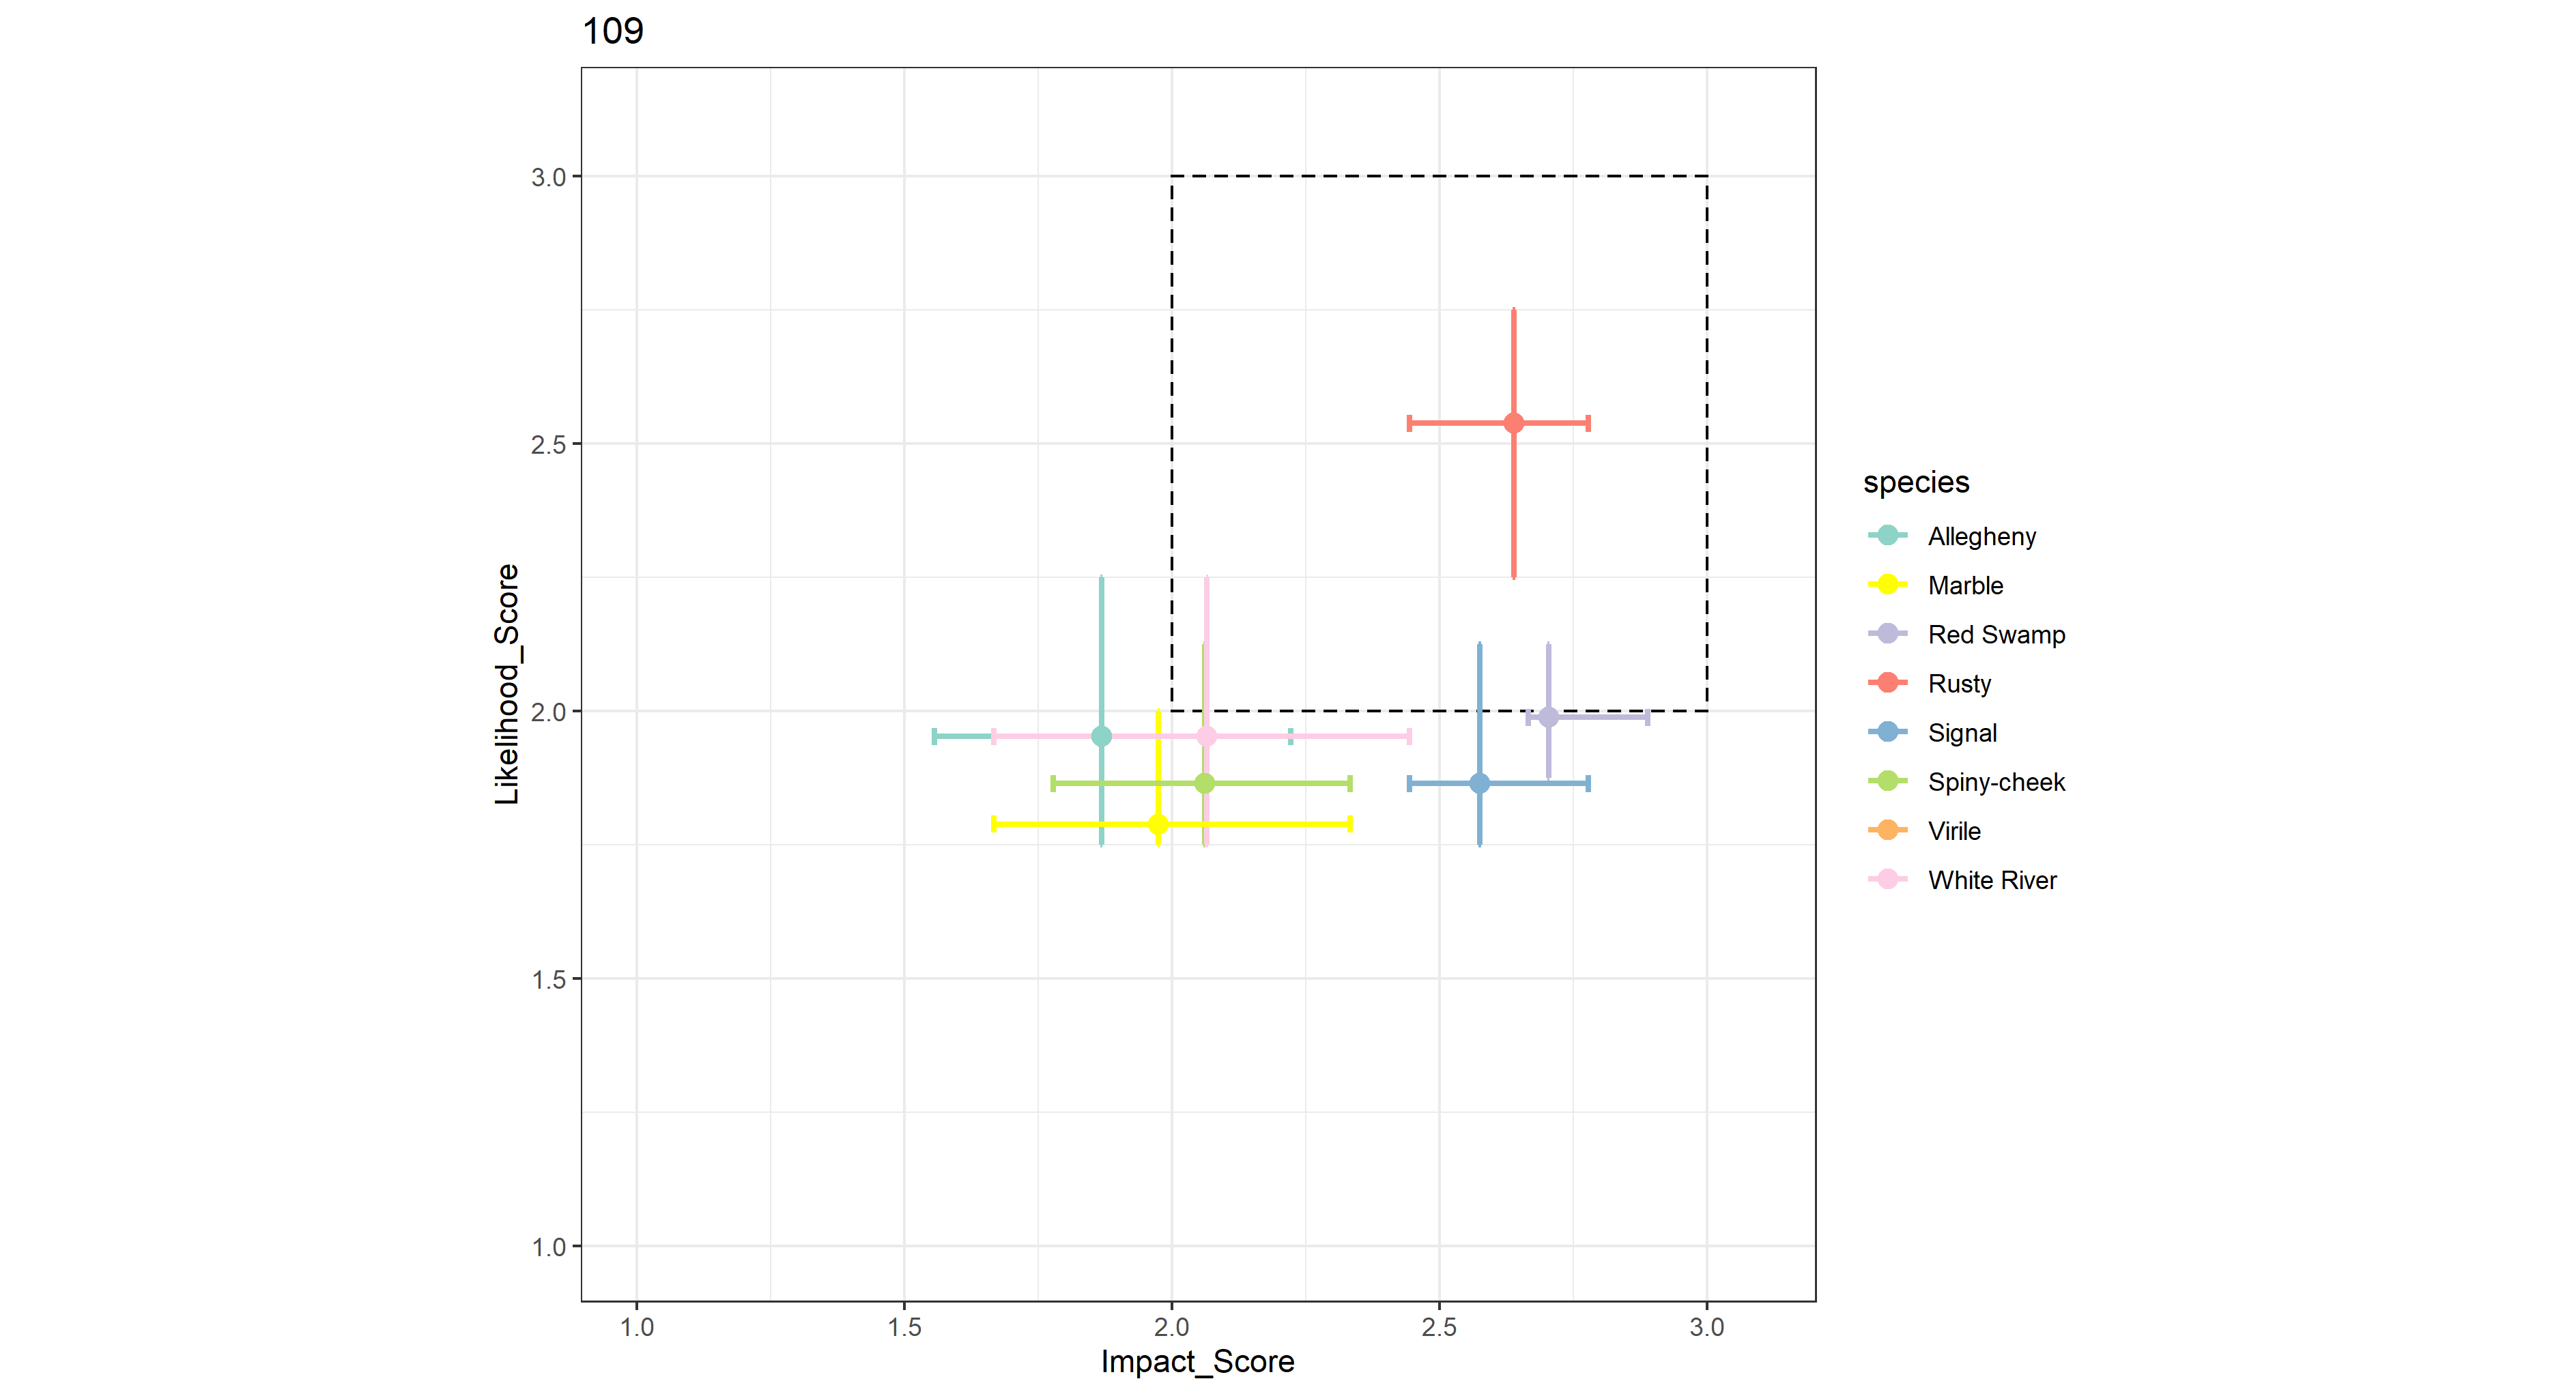 109
Likelihood_Score
3.0
2.5
2.0
1.5
1.0
1.0 1.5 2.0 2.5 3.0
Impact_Score
species
Allegheny
Marble
Red Swamp
Rusty
Signal
Spiny-cheek
Virile
White River